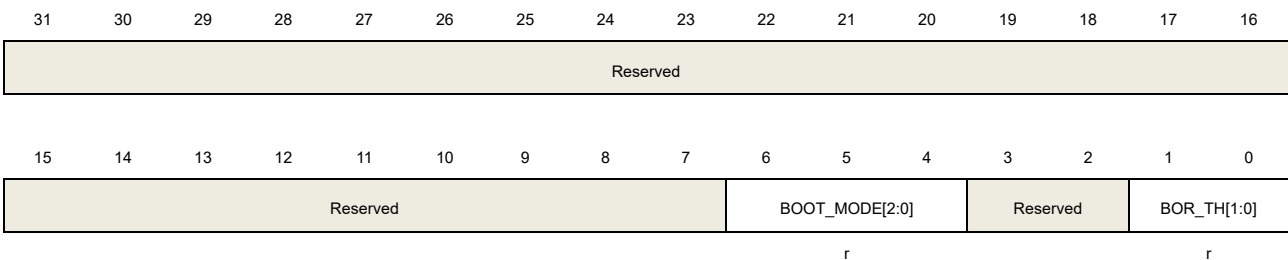 31 30 29 28 27 26 25 24 23 22 21 20 19 18 17 16
Reserved
15 14 13 12 11 10 9 8 7 6 5 4 3 2 1 0
Reserved BOOT_MODE[2:0] Reserved BOR_TH[1:0]
r r